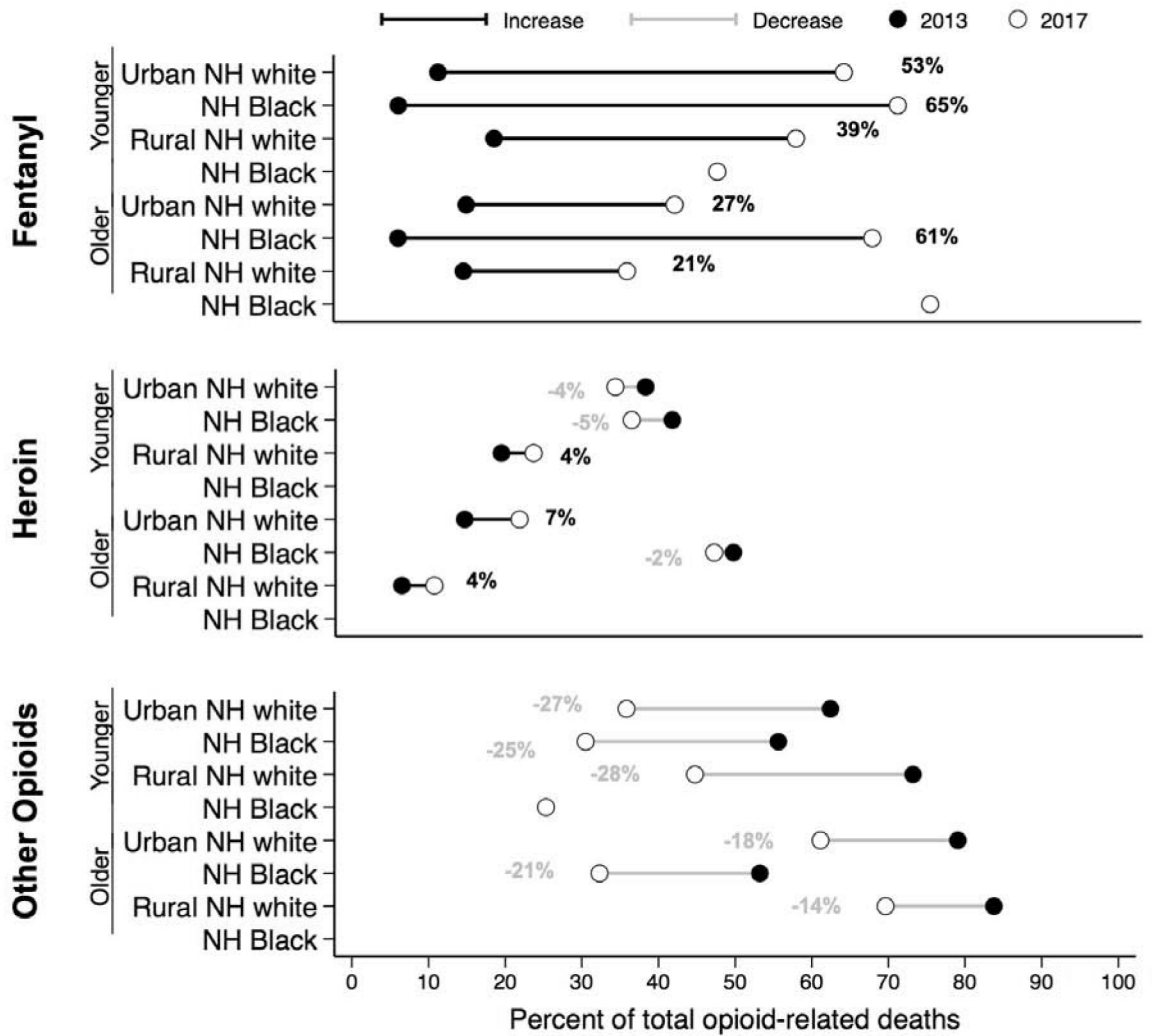 Increase Decrease 2013 2017
Fentanyl
Younger
Urban NH white 53%
NH Black 65%
Rural NH white 39%
NH Black
Older
Urban NH white 27%
NH Black 61%
Rural NH white 21%
NH Black
Heroin
Younger
Urban NH white -4%
NH Black -5%
Rural NH white 4%
NH Black
Older
Urban NH white 7%
NH Black -2%
Rural NH white 4%
NH Black
Other Opioids
Younger
Urban NH white -27%
NH Black -25%
Rural NH white -28%
NH Black
Older
Urban NH white -18%
NH Black -21%
Rural NH white -14%
NH Black
0 10 20 30 40 50 60 70 80 90 100
Percent of total opioid-related deaths